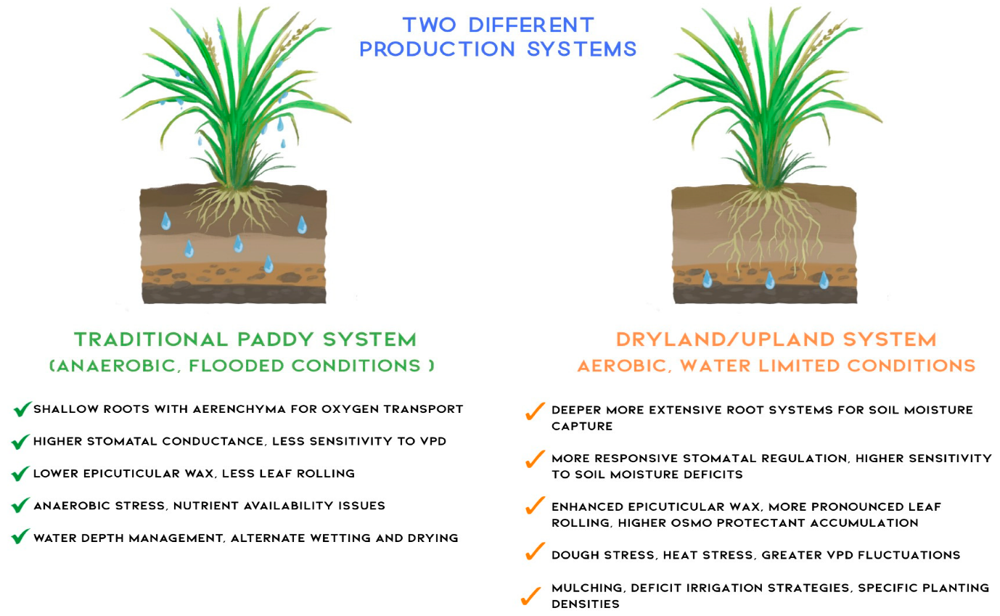 TWO DIFFERENT
PRODUCTION SYSTEMS
TRADITIONAL PADDY SYSTEM
(ANAEROBIC, FLOODED CONDITIONS )
SHALLOW ROOTS WITH AERENCHYMA FOR OXYGEN TRANSPORT
HIGHER STOMATAL CONDUCTANCE, LESS SENSITIVITY TO VPD
LOWER EPICUTICULAR WAX, LESS LEAF ROLLING
ANAEROBIC STRESS, NUTRIENT AVAILABILITY ISSUES
WATER DEPTH MANAGEMENT, ALTERNATE WETTING AND DRYING
DRYLAND/UPLAND SYSTEM
AEROBIC, WATER LIMITED CONDITIONS
DEEPER MORE EXTENSIVE ROOT SYSTEMS FOR SOIL MOISTURE
CAPTURE
MORE RESPONSIVE STOMATAL REGULATION, HIGHER SENSITIVITY
TO SOIL MOISTURE DEFICITS
ENHANCED EPICUTICULAR WAX, MORE PRONOUNCED LEAF
ROLLING, HIGHER OSMO PROTECTANT ACCUMULATION
DOUGH STRESS, HEAT STRESS, GREATER VPD FLUCTUATIONS
MULCHING, DEFICIT IRRIGATION STRATEGIES, SPECIFIC PLANTING
DENSITIES